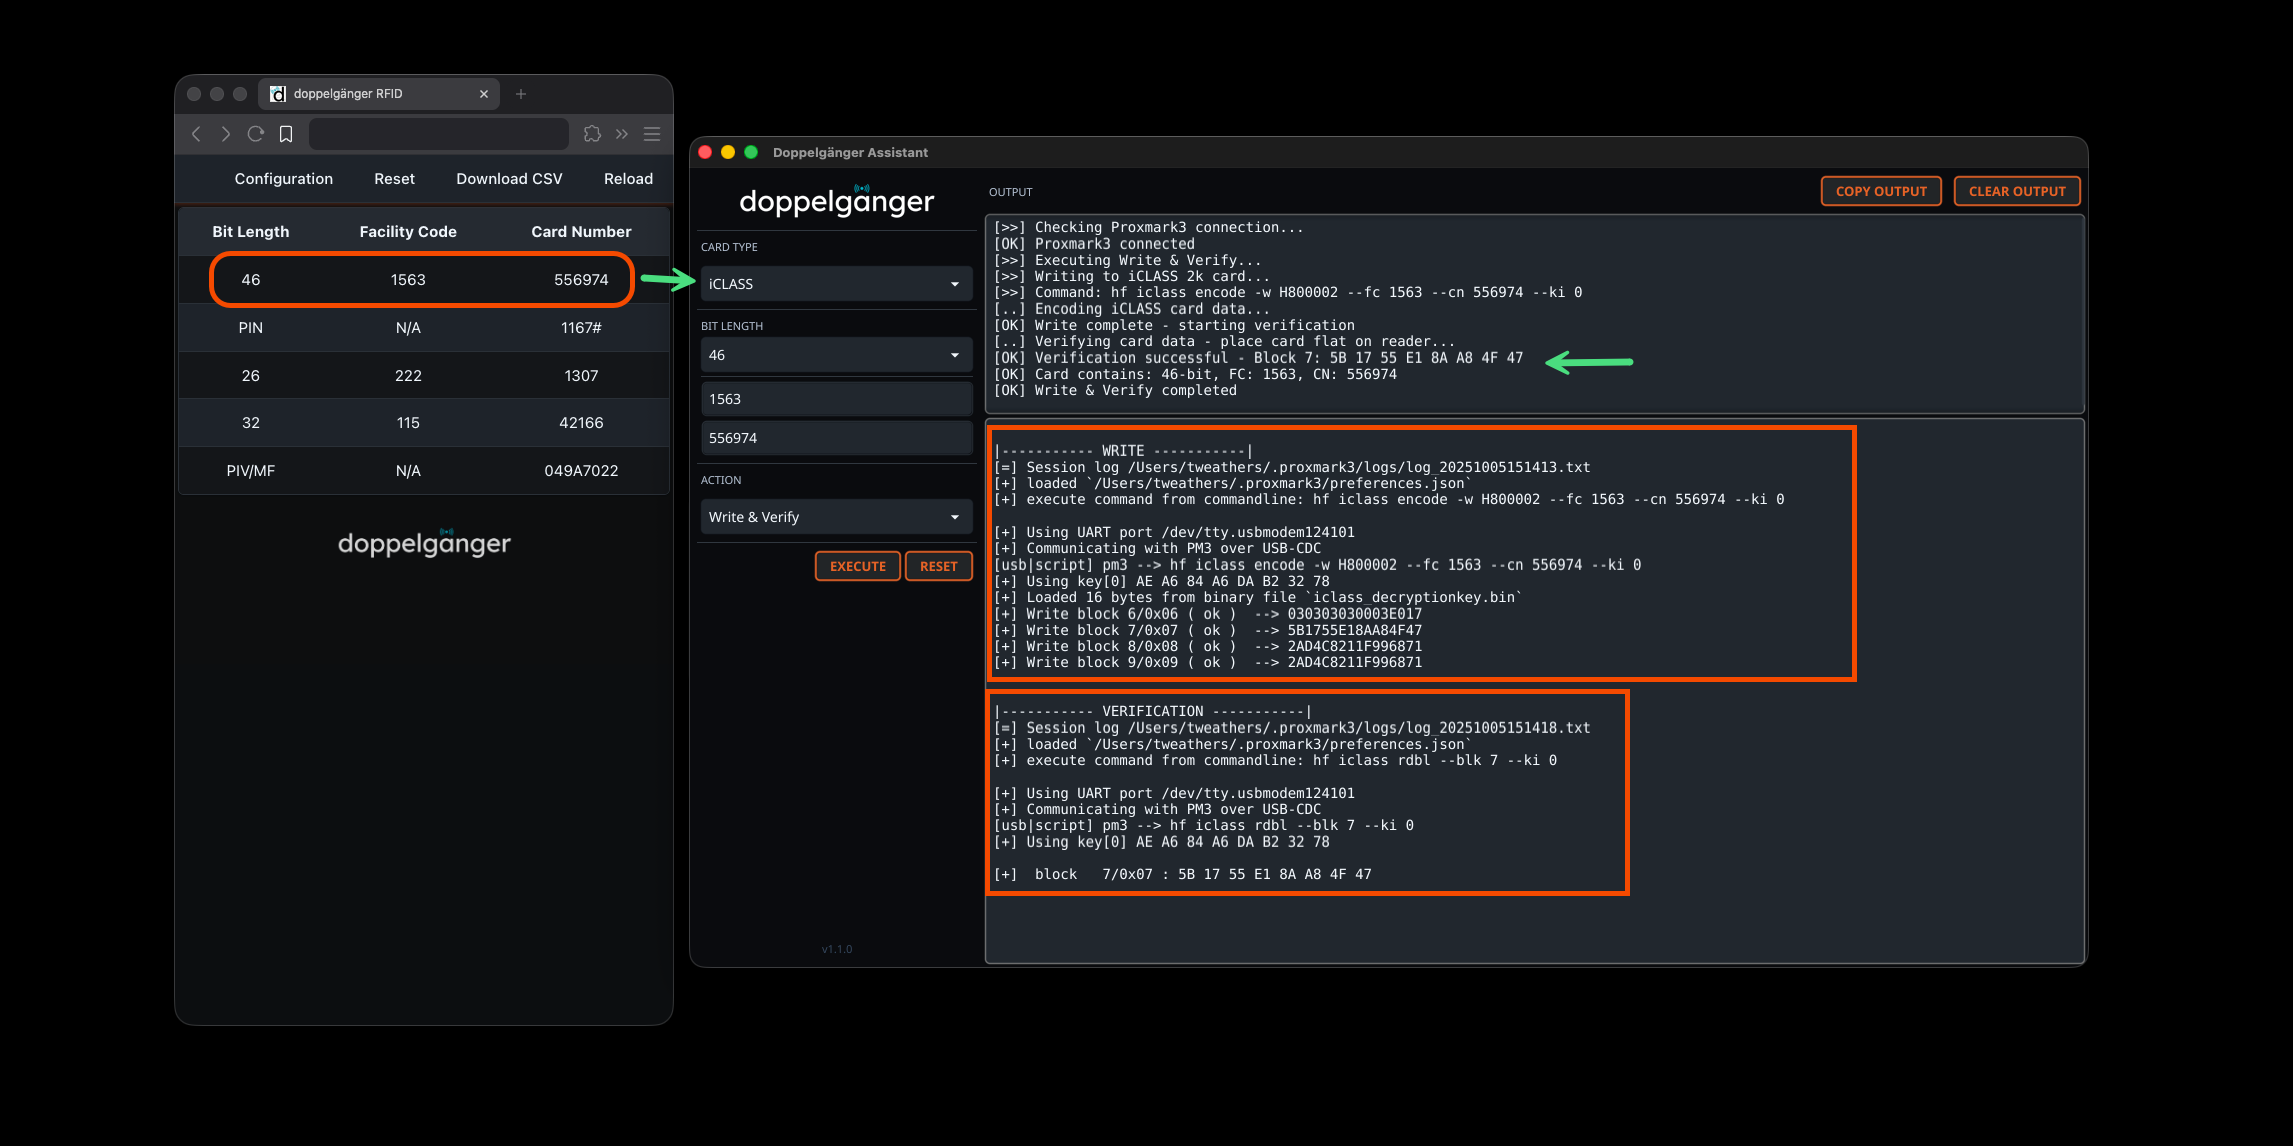 doppelgänger RFID
Configuration Reset Download CSV Reload
Bit Length Facility Code Card Number
46 1563 556974
PIN N/A 1167#
26 222 1307
32 115 42166
PIV/MF N/A 049A7022
doppelgänger
Doppelgänger Assistant
doppelgänger
CARD TYPE
iCLASS
BIT LENGTH
46
1563
556974
ACTION
Write & Verify
EXECUTE RESET
v1.1.0
OUTPUT
COPY OUTPUT CLEAR OUTPUT
[>>] Checking Proxmark3 connection...
[OK] Proxmark3 connected
[>>] Executing Write & Verify...
[>>] Writing to iCLASS 2k card...
[>>] Command: hf iclass encode -w H800002 --fc 1563 --cn 556974 --ki 0
[..] Encoding iCLASS card data...
[OK] Write complete - starting verification
[..] Verifying card data - place card flat on reader...
[OK] Verification successful - Block 7: 5B 17 55 E1 8A A8 4F 47
[OK] Card contains: 46-bit, FC: 1563, CN: 556974
[OK] Write & Verify completed
|----------- WRITE -----------|
[=] Session log /Users/tweathers/.proxmark3/logs/log_20251005151413.txt
[+] loaded `/Users/tweathers/.proxmark3/preferences.json`
[+] execute command from commandline: hf iclass encode -w H800002 --fc 1563 --cn 556974 --ki 0
[+] Using UART port /dev/tty.usbmodem124101
[+] Communicating with PM3 over USB-CDC
[usb|script] pm3 --> hf iclass encode -w H800002 --fc 1563 --cn 556974 --ki 0
[+] Using key[0] AE A6 84 A6 DA B2 32 78
[+] Loaded 16 bytes from binary file `iclass_decryptionkey.bin`
[+] Write block 6/0x06 ( ok )  --> 030303030003E017
[+] Write block 7/0x07 ( ok )  --> 5B1755E18AA84F47
[+] Write block 8/0x08 ( ok )  --> 2AD4C8211F996871
[+] Write block 9/0x09 ( ok )  --> 2AD4C8211F996871
|----------- VERIFICATION -----------|
[=] Session log /Users/tweathers/.proxmark3/logs/log_20251005151418.txt
[+] loaded `/Users/tweathers/.proxmark3/preferences.json`
[+] execute command from commandline: hf iclass rdbl --blk 7 --ki 0
[+] Using UART port /dev/tty.usbmodem124101
[+] Communicating with PM3 over USB-CDC
[usb|script] pm3 --> hf iclass rdbl --blk 7 --ki 0
[+] Using key[0] AE A6 84 A6 DA B2 32 78
[+]  block   7/0x07 : 5B 17 55 E1 8A A8 4F 47